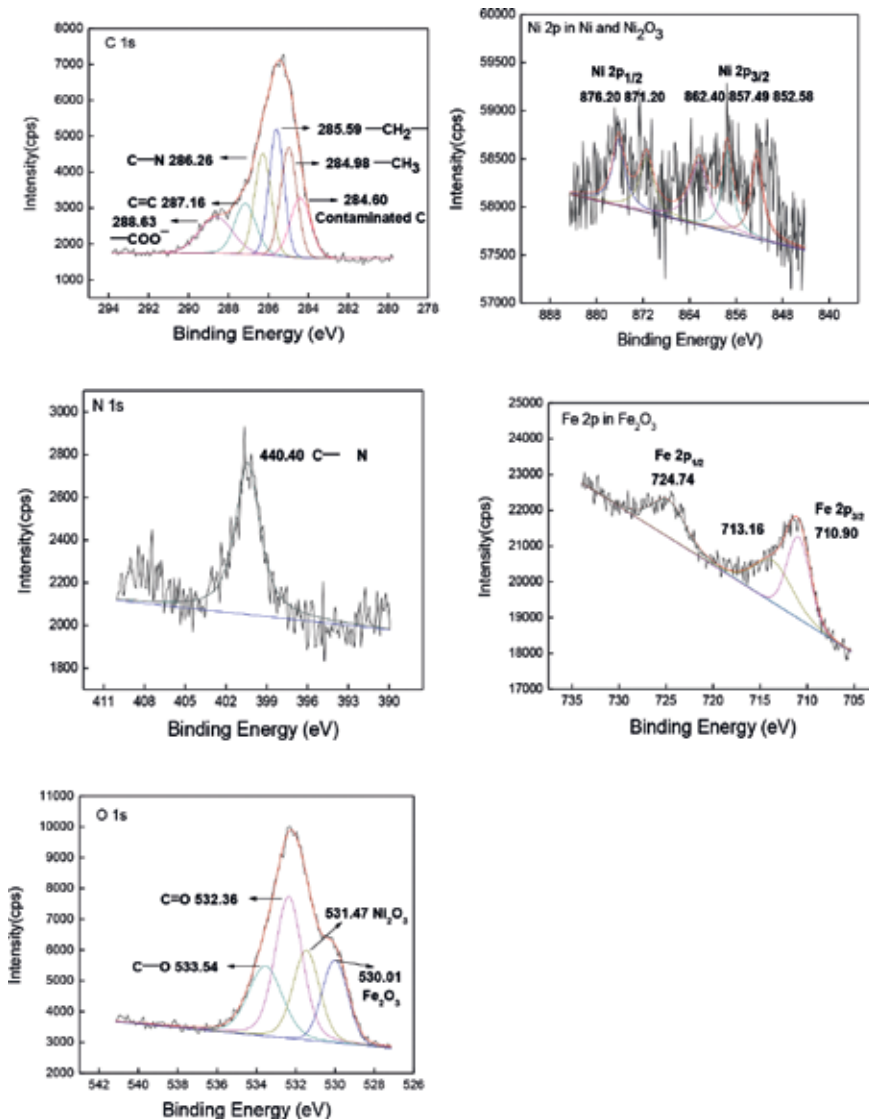 C 1s
8000
7000
6000
5000
4000
3000
2000
1000
Intensity(cps)
285.59 —CH2—
C—N 286.26
284.98 —CH3
C=C 287.16
284.60
Contaminated C
288.63
—COO−
294 292 290 288 286 284 282 280 278
Binding Energy (eV)
Ni 2p in Ni and Ni2O3
60000
59500
59000
58500
58000
57500
57000
Intensity(cps)
Ni 2p1/2 Ni 2p3/2
876.20 871.20 862.40 857.49 852.58
888 880 872 864 856 848 840
Binding Energy (eV)
N 1s
3000
2800
2600
2400
2200
2000
1800
Intensity(cps)
440.40 C— N
411 408 405 402 399 396 393 390
Binding Energy (eV)
Fe 2p in Fe2O3
25000
24000
23000
22000
21000
20000
19000
18000
17000
Intensity(cps)
Fe 2p1/2
724.74
713.16
Fe 2p3/2
710.90
735 730 725 720 715 710 705
Binding Energy (eV)
O 1s
11000
10000
9000
8000
7000
6000
5000
4000
3000
2000
Intensity(cps)
C=O 532.36
531.47 Ni2O3
C—O 533.54
530.01
Fe2O3
542 540 538 536 534 532 530 528 526
Binding Energy (eV)